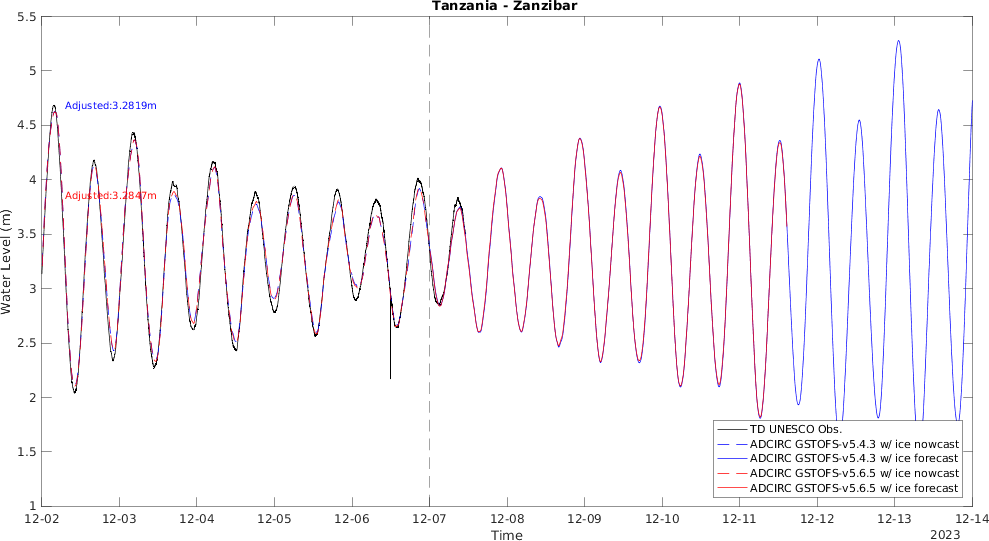 Tanzania - Zanzibar
5.5
5
4.5
4
3.5
3
2.5
2
1.5
1
Water Level (m)
Adjusted:3.2819m
Adjusted:3.2847m
TD UNESCO Obs.
ADCIRC GSTOFS-v5.4.3 w/ ice nowcast
ADCIRC GSTOFS-v5.4.3 w/ ice forecast
ADCIRC GSTOFS-v5.6.5 w/ ice nowcast
ADCIRC GSTOFS-v5.6.5 w/ ice forecast
12-02 12-03 12-04 12-05 12-06 12-07 12-08 12-09 12-10 12-11 12-12 12-13 12-14
Time
2023